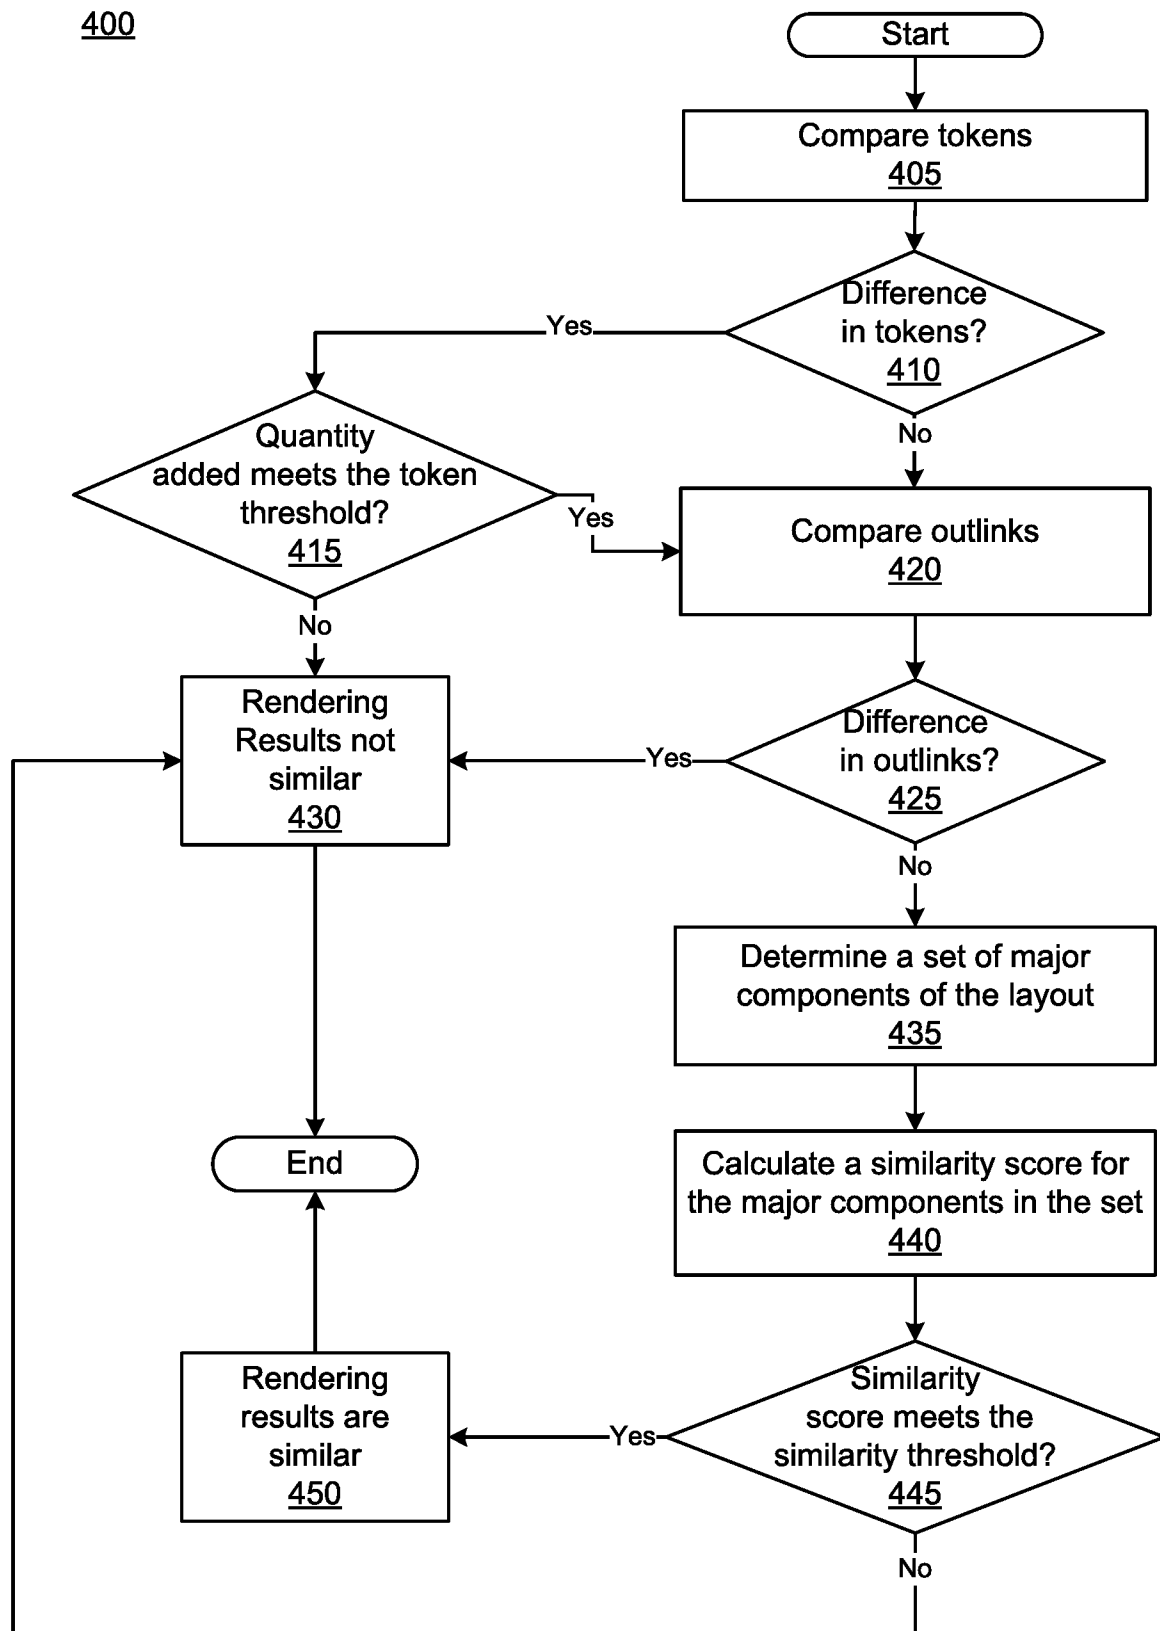 400
Start
Compare tokens
405
Difference
in tokens?
410
Yes
No
Quantity
added meets the token
threshold?
415
Yes
No
Compare outlinks
420
Rendering
Results not
similar
430
Difference
in outlinks?
425
Yes
No
Determine a set of major
components of the layout
435
End
Calculate a similarity score for
the major components in the set
440
Rendering
results are
similar
450
Yes
Similarity
score meets the
similarity threshold?
445
No